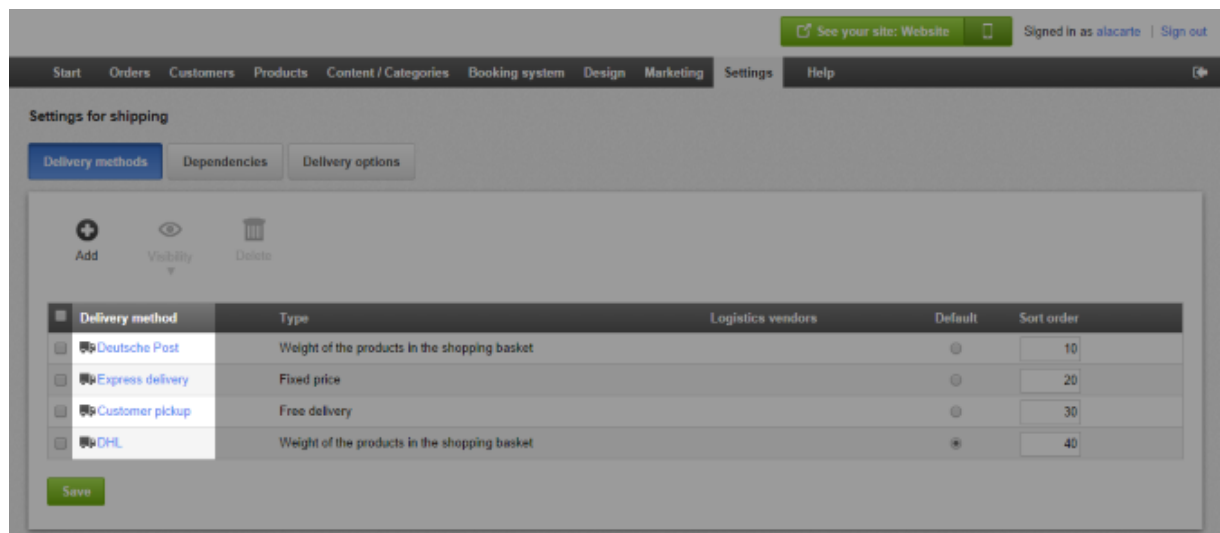 See your site: Website Signed in as alacarte | Sign out
Start Orders Customers Products Content / Categories Booking system Design Marketing Settings Help
Settings for shipping
Delivery methods Dependencies Delivery options
Add Visibility Delete
Delivery method Type Logistics vendors Default Sort order
Deutsche Post Weight of the products in the shopping basket 10
Express delivery Fixed price 20
Customer pickup Free delivery 30
DHL Weight of the products in the shopping basket 40
Save